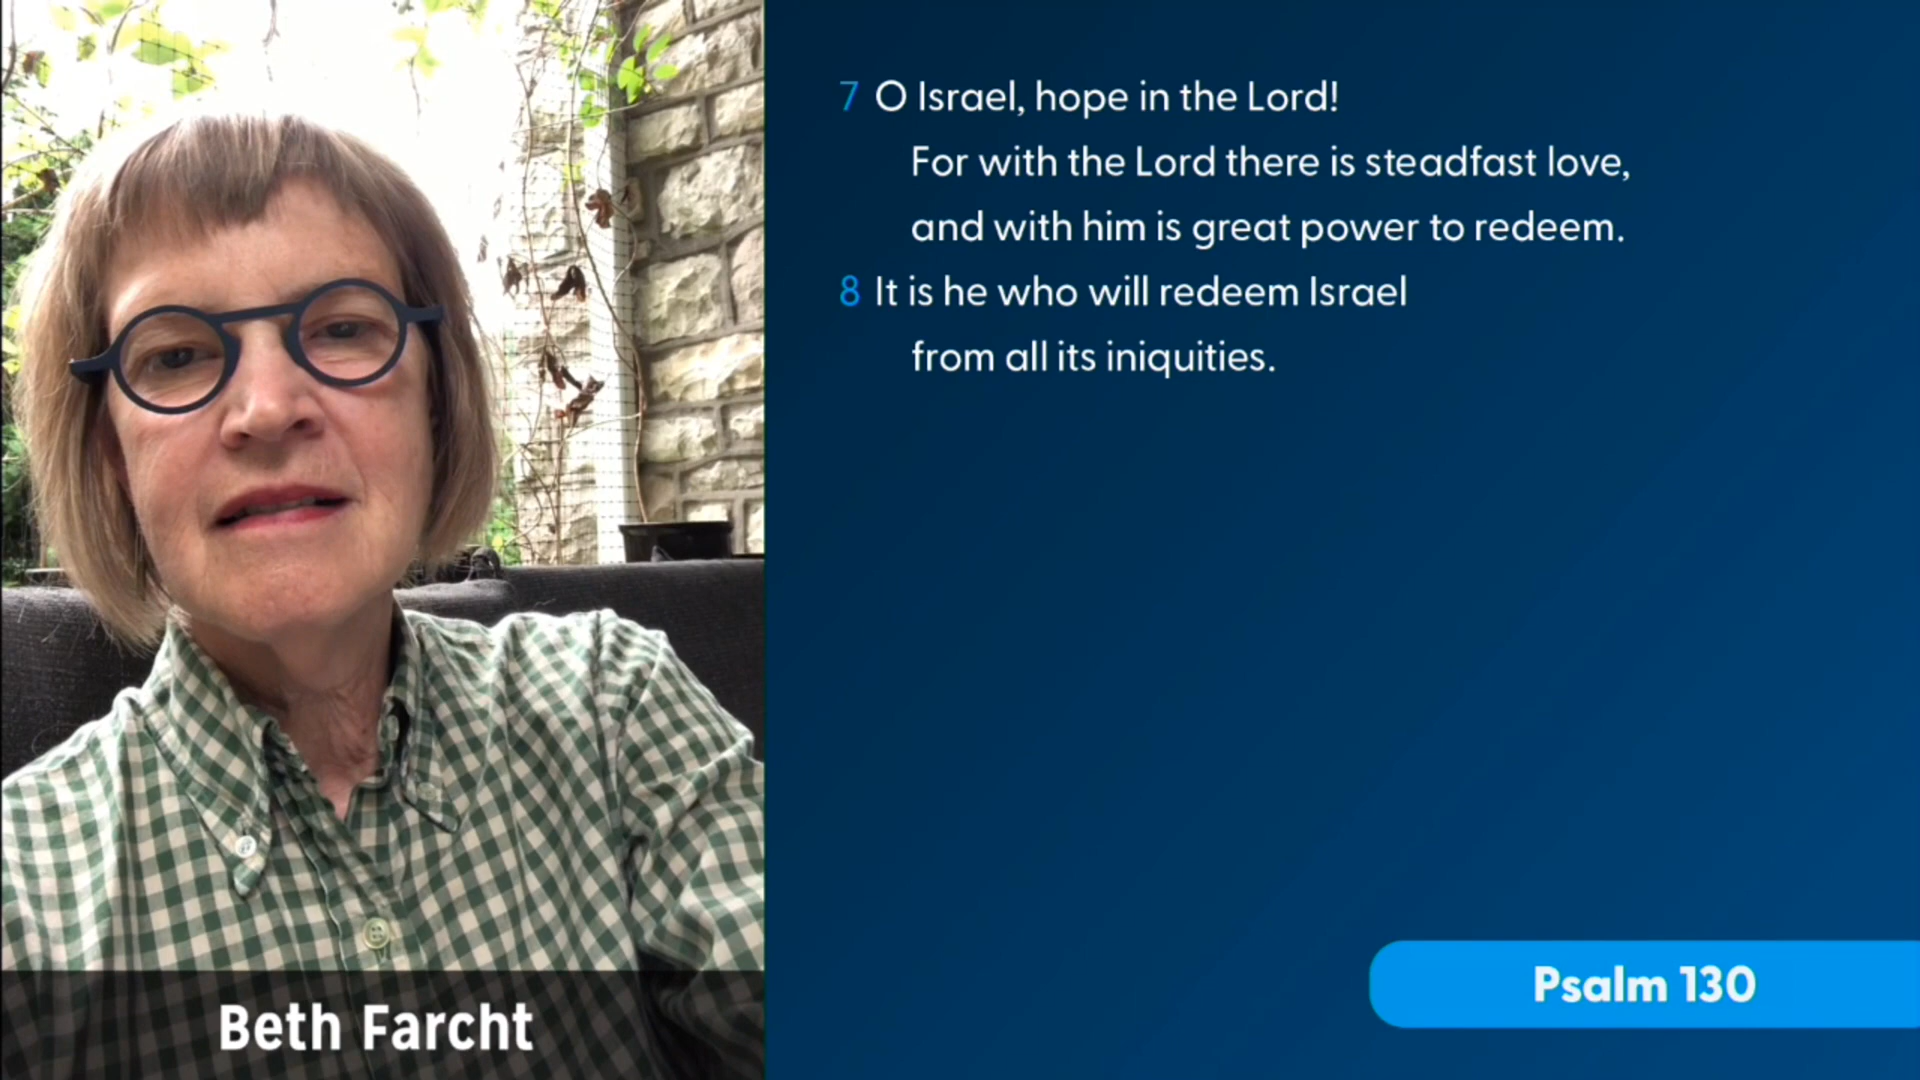 7 O Israel, hope in the Lord!
For with the Lord there is steadfast love,
and with him is great power to redeem.
8 It is he who will redeem Israel
from all its iniquities.
Psalm 130
Beth Farcht